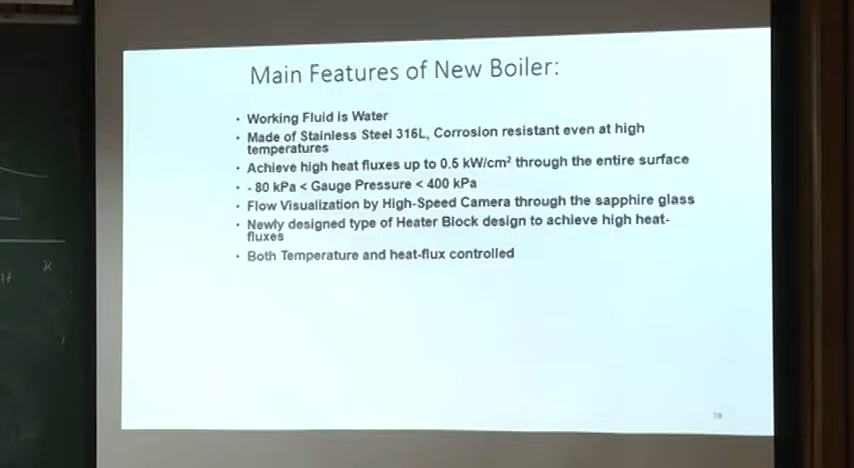 Main Features of New Boiler:
• Working Fluid is Water
• Made of Stainless Steel 316L, Corrosion resistant even at high
temperatures
• Achieve high heat fluxes up to 0.5 kW/cm² through the entire surface
• - 80 kPa < Gauge Pressure < 400 kPa
• Flow Visualization by High-Speed Camera through the sapphire glass
• Newly designed type of Heater Block design to achieve high heat-
fluxes
• Both Temperature and heat-flux controlled